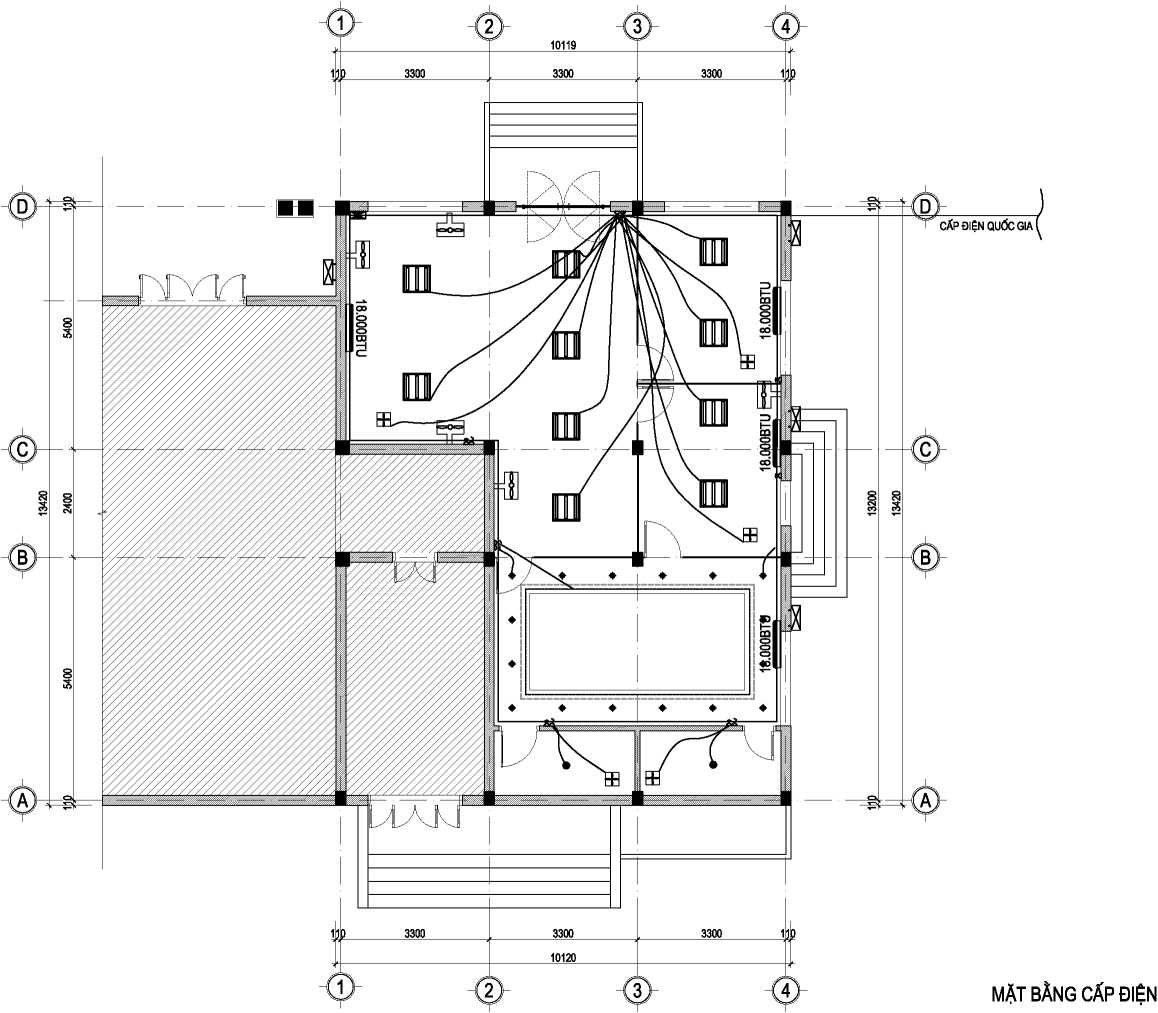 1 2 3 4
10119
110 3300 3300 3300 110
D D
110 110
CẤP ĐIỆN QUỐC GIA
18.000BTU 18.000BTU
5400
18.000BTU
C C
13420 2400 13200 13420
B B
18.000BTU
5400
A A
110 110
110 3300 3300 3300 110
10120
1 2 3 4
MẶT BẰNG CẤP ĐIỆN